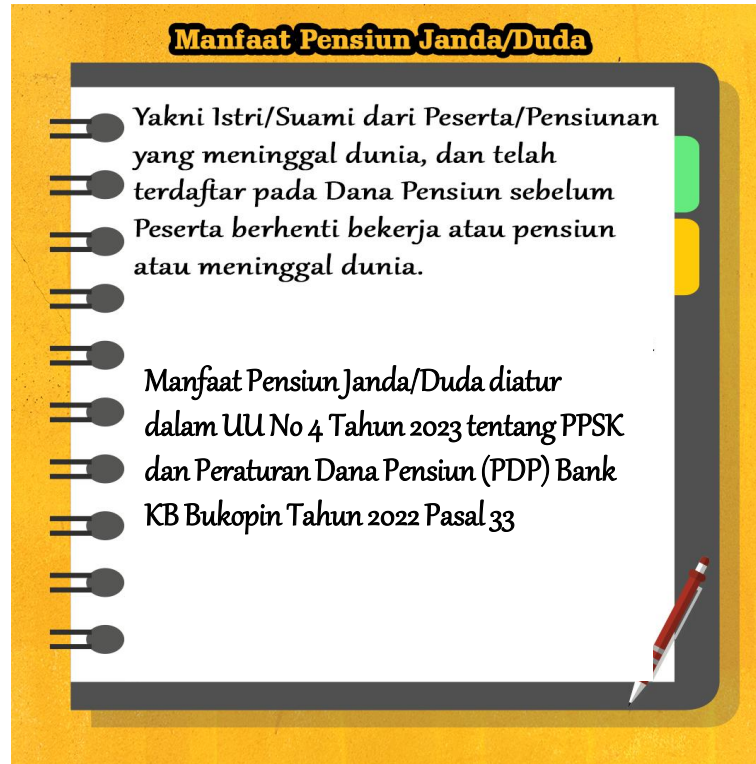 Manfaat Pensiun Janda/Duda
Yakni Istri/Suami dari Peserta/Pensiunan
yang meninggal dunia, dan telah
terdaftar pada Dana Pensiun sebelum
Peserta berhenti bekerja atau pensiun
atau meninggal dunia.
Manfaat Pensiun Janda/Duda diatur
dalam UU No 4 Tahun 2023 tentang PPSK
dan Peraturan Dana Pensiun (PDP) Bank
KB Bukopin Tahun 2022 Pasal 33